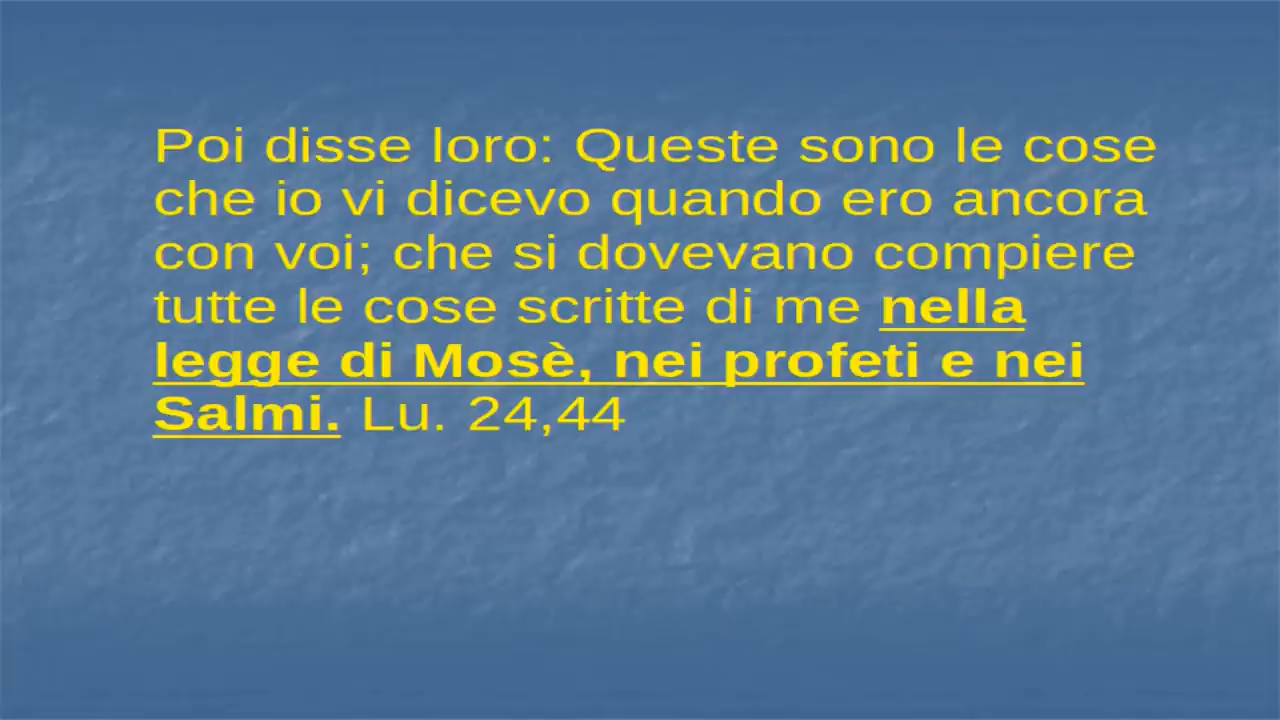 Poi disse loro: Queste sono le cose
che io vi dicevo quando ero ancora
con voi; che si dovevano compiere
tutte le cose scritte di me nella
legge di Mosè, nei profeti e nei
Salmi. Lu. 24,44